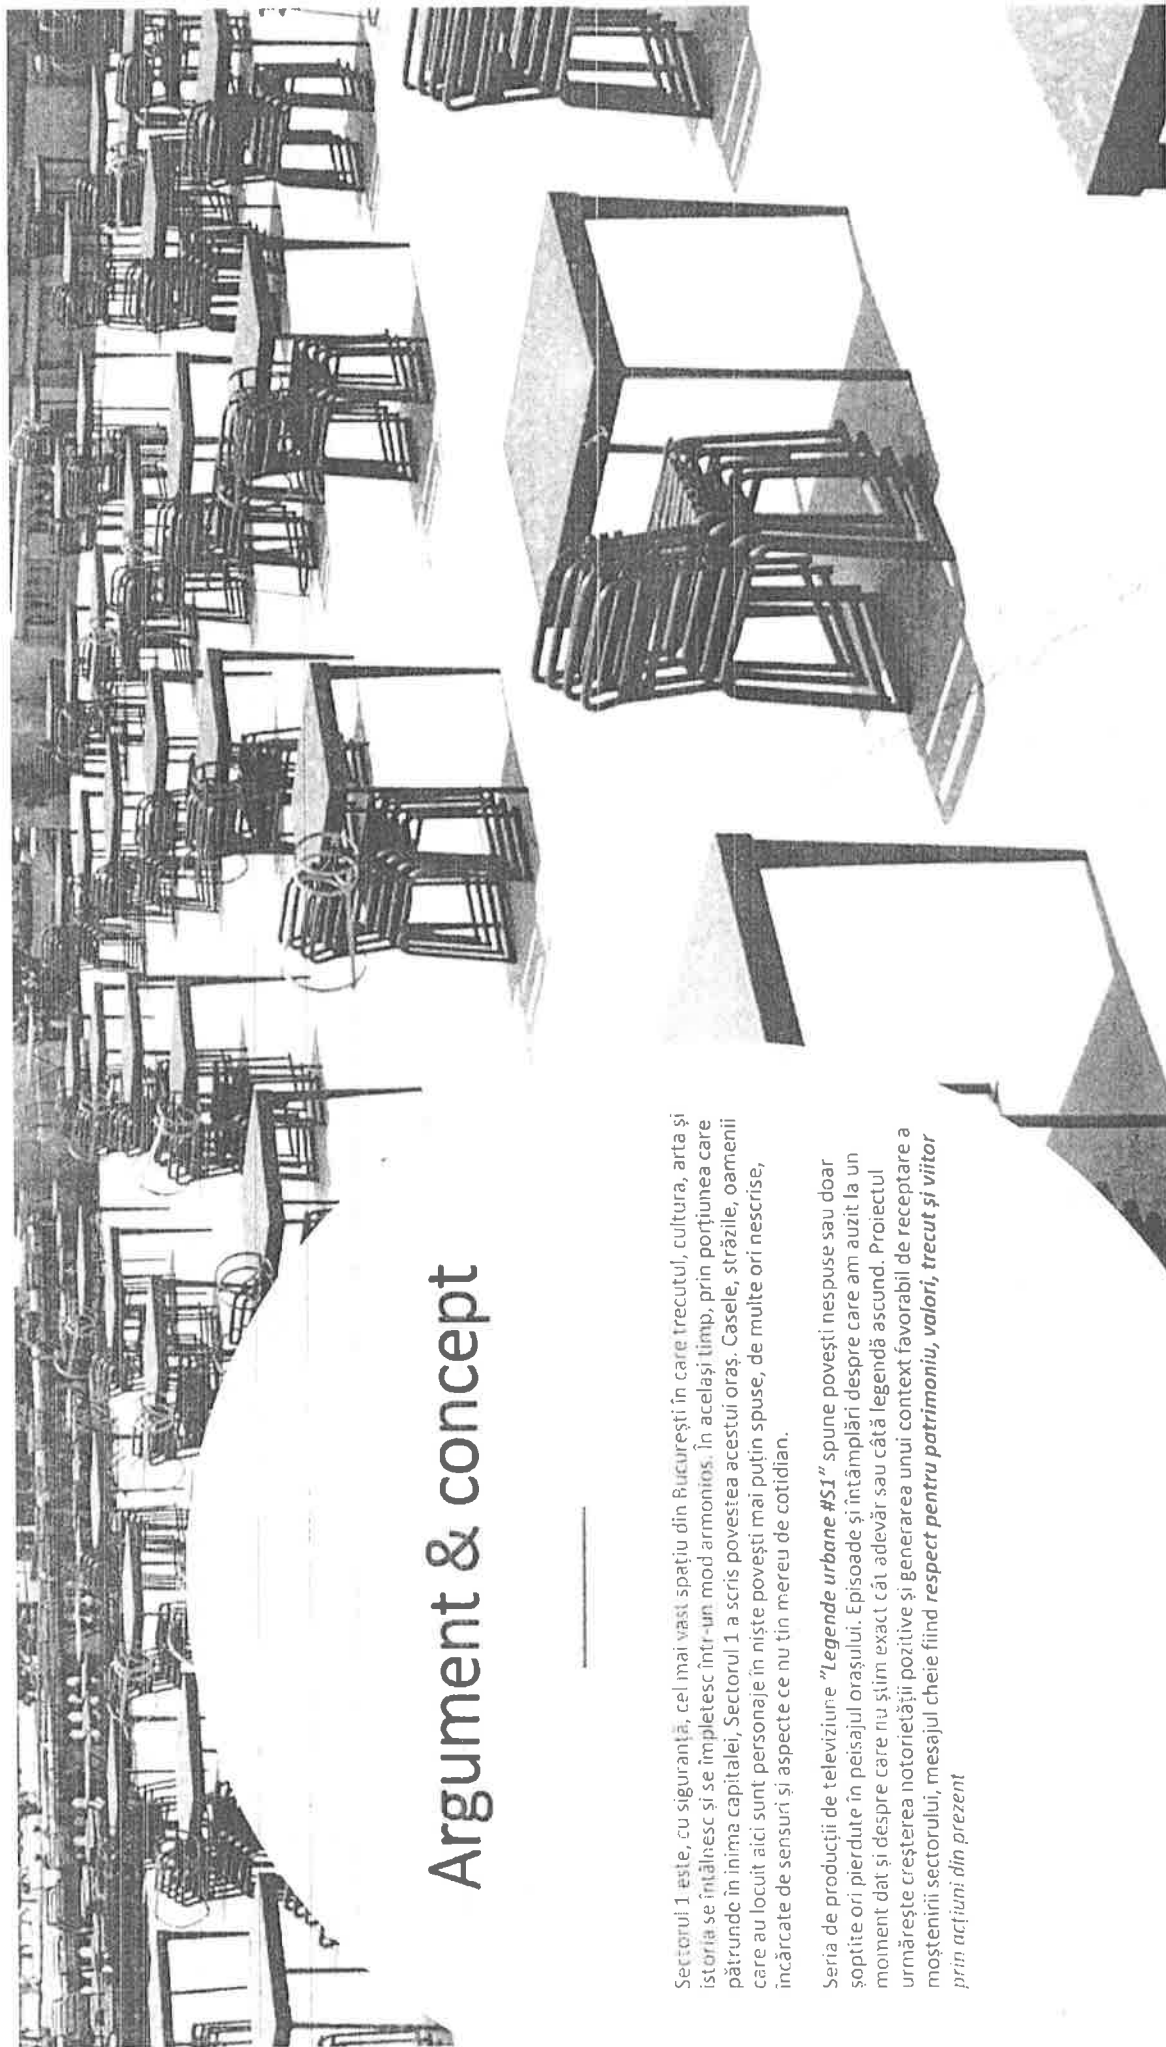 Argument & concept
Sectorul 1 este, cu siguranță, cel mai vast spațiu din București în care trecutul, cultura, arta și
istoria se întâlnesc și se împletesc într-un mod armonios. În același timp, prin porțiunea care
pătrunde în inima capitalei, Sectorul 1 a scris povestea acestui oraș. Casele, străzile, oamenii
care au locuit aici sunt personaje în niște povești mai puțin spuse, de multe ori nescrise,
încărcate de sensuri și aspecte ce nu țin mereu de cotidian.
Seria de producții de televiziune "Legende urbane #S1" spune povești nespuse sau doar
șoptite ori pierdute în peisajul orașului. Episoade și întâmplări despre care am auzit la un
moment dat și despre care nu știm exact cât adevăr sau câtă legendă ascund. Proiectul
urmărește creșterea notorietății pozitive și generarea unui context favorabil de receptare a
moștenirii sectorului, mesajul cheie fiind respect pentru patrimoniu, valori, trecut și viitor
prin acțiuni din prezent